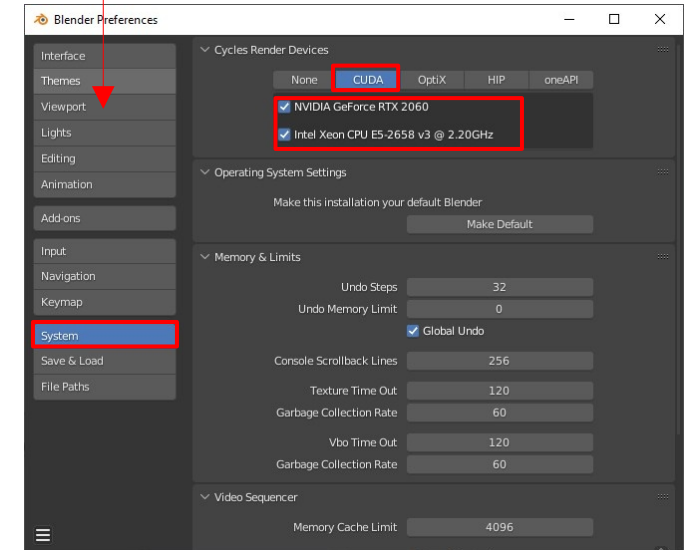 Blender Preferences
Interface
Themes
Viewport
Lights
Editing
Animation
Add-ons
Input
Navigation
Keymap
System
Save & Load
File Paths
Cycles Render Devices
None CUDA OptiX HIP oneAPI
NVIDIA GeForce RTX 2060
Intel Xeon CPU E5-2658 v3 @ 2.20GHz
Operating System Settings
Make this installation your default Blender
Make Default
Memory & Limits
Undo Steps 32
Undo Memory Limit 0
Global Undo
Console Scrollback Lines 256
Texture Time Out 120
Garbage Collection Rate 60
Vbo Time Out 120
Garbage Collection Rate 60
Video Sequencer
Memory Cache Limit 4096